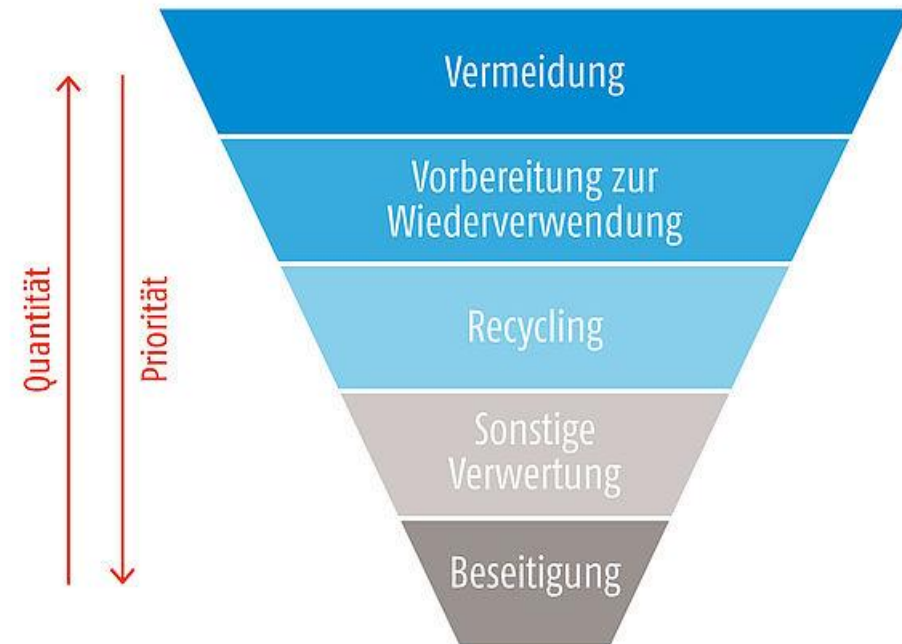 Vermeidung
Vorbereitung zur
Wiederverwendung
Recycling
Sonstige
Verwertung
Beseitigung
Quantität
Priorität